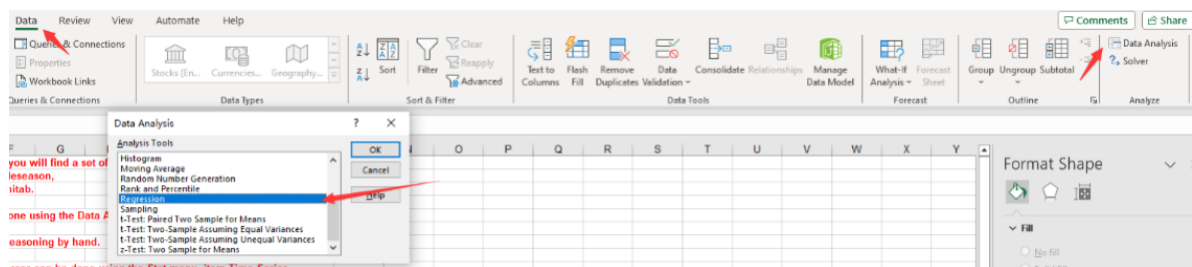 Data Review View Automate Help Comments Share
Queries & Connections
Properties
Workbook Links
Queries & Connections
Stocks (En... Currencies... Geography...
Data Types
Sort Filter Clear
Reapply
Advanced
Sort & Filter
Text to Columns Flash Fill Remove Duplicates Data Validation Consolidate Relationships Manage Data Model
Data Tools
What-If Analysis Forecast Sheet
Forecast
Group Ungroup Subtotal
Outline
Data Analysis
Solver
Analyze
Data Analysis ? X
Analysis Tools
Histogram
Moving Average
Random Number Generation
Rank and Percentile
Regression
Sampling
t-Test: Paired Two Sample for Means
t-Test: Two-Sample Assuming Equal Variances
t-Test: Two-Sample Assuming Unequal Variances
z-Test: Two Sample for Means
OK
Cancel
Help
G O P Q R S T U V W X Y
you will find a set of
deseason,
nitab.
one using the Data A
easoning by hand.
Format Shape
Fill
No fill